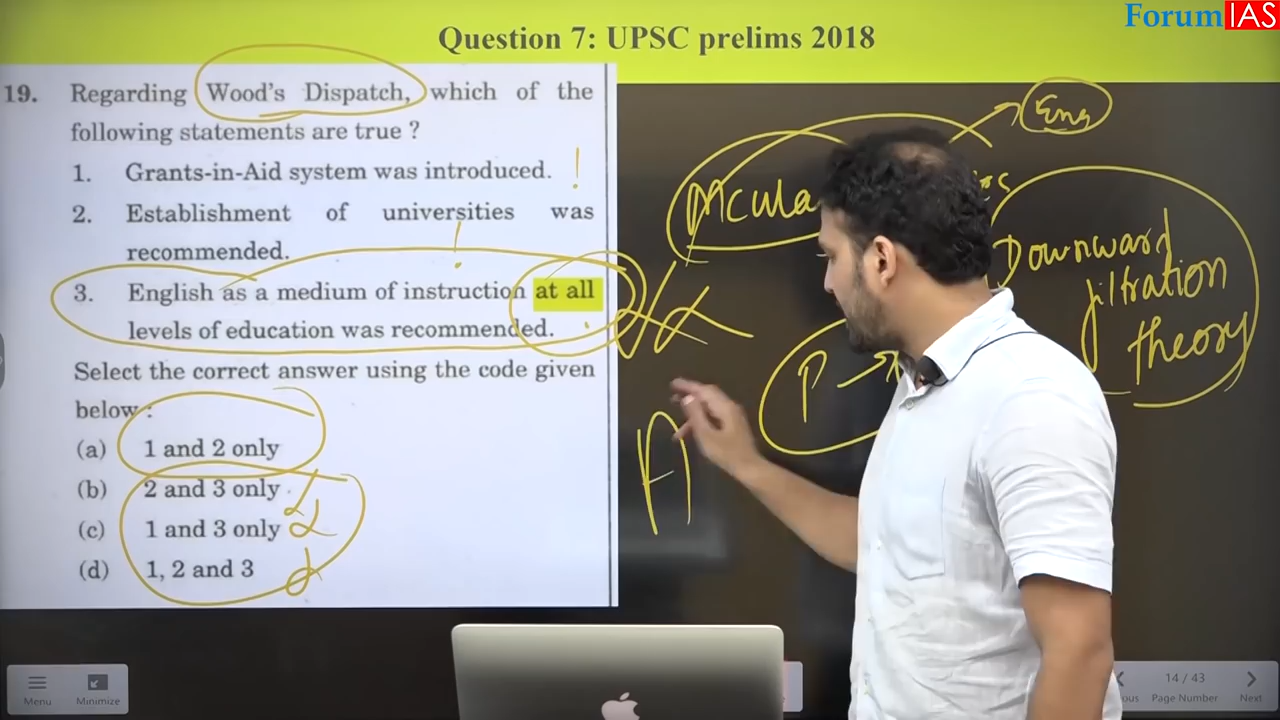 ForumIAS
Question 7: UPSC prelims 2018
19. Regarding Wood's Dispatch, which of the
following statements are true ?
1. Grants-in-Aid system was introduced.
2. Establishment of universities was
recommended.
3. English as a medium of instruction at all
levels of education was recommended.
Select the correct answer using the code given
below :
(a) 1 and 2 only
(b) 2 and 3 only
(c) 1 and 3 only
(d) 1, 2 and 3
Eng
Downward
filtration
theory
P →
A
Menu
Minimize
14 / 43
Page Number
Next